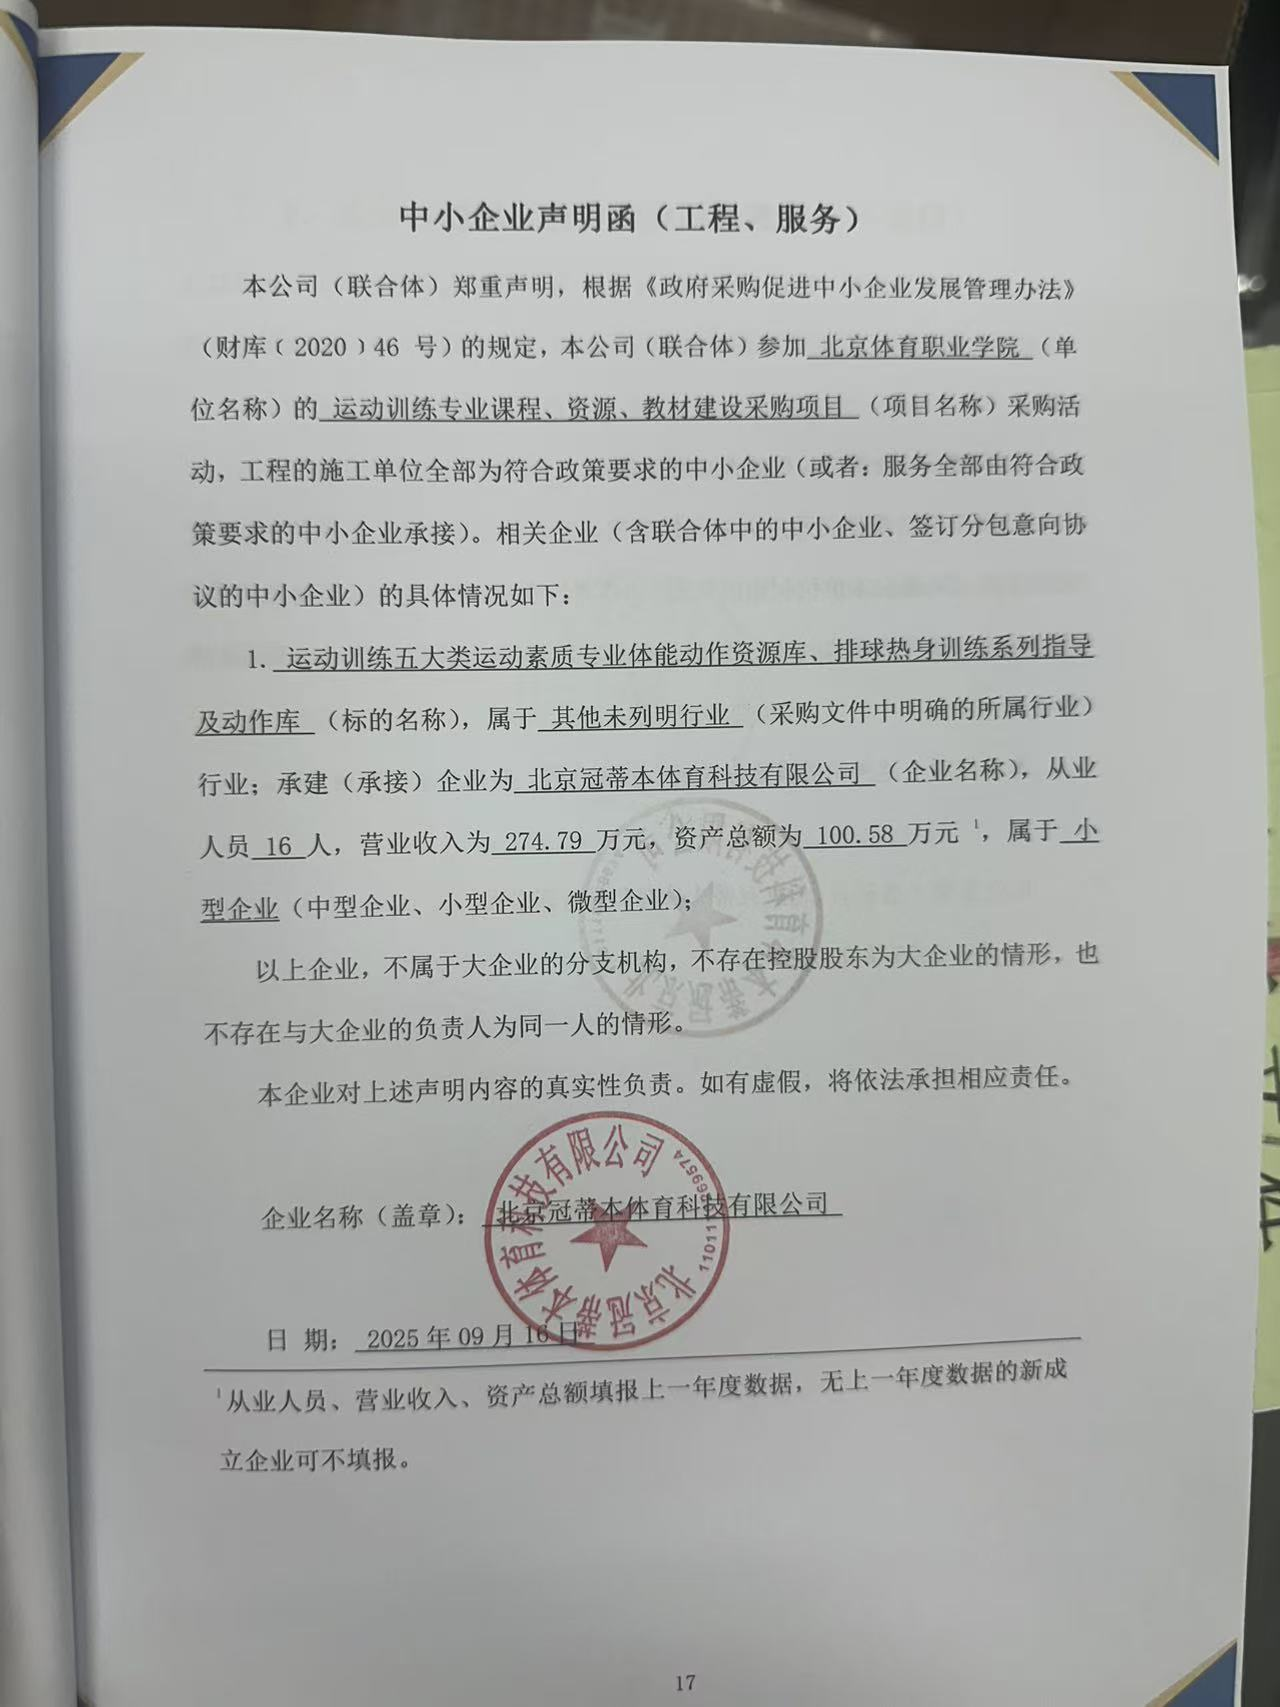 中小企业声明函（工程、服务）
本公司（联合体）郑重声明，根据《政府采购促进中小企业发展管理办法》
（财库﹝2020﹞46 号）的规定，本公司（联合体）参加 北京体育职业学院 （单
位名称）的 运动训练专业课程、资源、教材建设采购项目 （项目名称）采购活
动，工程的施工单位全部为符合政策要求的中小企业（或者：服务全部由符合政
策要求的中小企业承接）。相关企业（含联合体中的中小企业、签订分包意向协
议的中小企业）的具体情况如下：
1. 运动训练五大类运动素质专业体能动作资源库、排球热身训练系列指导
及动作库 （标的名称），属于 其他未列明行业 （采购文件中明确的所属行业）
行业；承建（承接）企业为 北京冠蒂本体育科技有限公司 （企业名称），从业
人员 16 人，营业收入为 274.79 万元，资产总额为 100.58 万元 1，属于 小
型企业（中型企业、小型企业、微型企业）；
以上企业，不属于大企业的分支机构，不存在控股股东为大企业的情形，也
不存在与大企业的负责人为同一人的情形。
本企业对上述声明内容的真实性负责。如有虚假，将依法承担相应责任。
企业名称（盖章）： 北京冠蒂本体育科技有限公司
北京冠蒂本体育科技有限公司
日 期： 2025 年 09 月 16 日
1从业人员、营业收入、资产总额填报上一年度数据，无上一年度数据的新成
立企业可不填报。
17